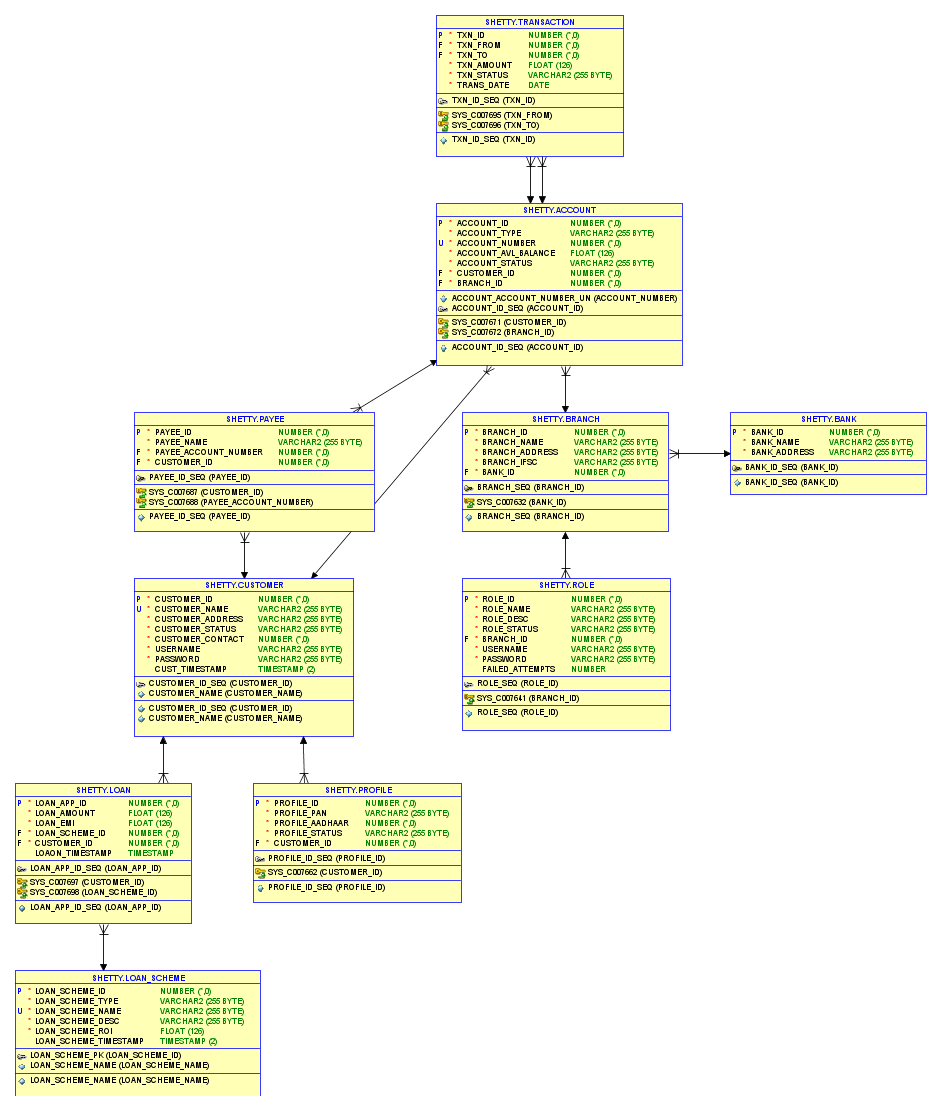 SHETTY.TRANSACTION
P * TXN_ID NUMBER (*,0)
F * TXN_FROM NUMBER (*,0)
F * TXN_TO NUMBER (*,0)
* TXN_AMOUNT FLOAT (126)
* TXN_STATUS VARCHAR2 (255 BYTE)
* TRANS_DATE DATE
TXN_ID_SEQ (TXN_ID)
SYS_C007695 (TXN_FROM)
SYS_C007696 (TXN_TO)
TXN_ID_SEQ (TXN_ID)
SHETTY.ACCOUNT
P * ACCOUNT_ID NUMBER (*,0)
* ACCOUNT_TYPE VARCHAR2 (255 BYTE)
U * ACCOUNT_NUMBER NUMBER (*,0)
* ACCOUNT_AVL_BALANCE FLOAT (126)
* ACCOUNT_STATUS VARCHAR2 (255 BYTE)
F * CUSTOMER_ID NUMBER (*,0)
F * BRANCH_ID NUMBER (*,0)
ACCOUNT_ACCOUNT_NUMBER_UN (ACCOUNT_NUMBER)
ACCOUNT_ID_SEQ (ACCOUNT_ID)
SYS_C007671 (CUSTOMER_ID)
SYS_C007672 (BRANCH_ID)
ACCOUNT_ID_SEQ (ACCOUNT_ID)
SHETTY.PAYEE
P * PAYEE_ID NUMBER (*,0)
* PAYEE_NAME VARCHAR2 (255 BYTE)
F * PAYEE_ACCOUNT_NUMBER NUMBER (*,0)
F * CUSTOMER_ID NUMBER (*,0)
PAYEE_ID_SEQ (PAYEE_ID)
SYS_C007687 (CUSTOMER_ID)
SYS_C007688 (PAYEE_ACCOUNT_NUMBER)
PAYEE_ID_SEQ (PAYEE_ID)
SHETTY.BRANCH
P * BRANCH_ID NUMBER (*,0)
* BRANCH_NAME VARCHAR2 (255 BYTE)
* BRANCH_ADDRESS VARCHAR2 (255 BYTE)
* BRANCH_IFSC VARCHAR2 (255 BYTE)
F * BANK_ID NUMBER (*,0)
BRANCH_SEQ (BRANCH_ID)
SYS_C007632 (BANK_ID)
BRANCH_SEQ (BRANCH_ID)
SHETTY.BANK
P * BANK_ID NUMBER (*,0)
* BANK_NAME VARCHAR2 (255 BYTE)
* BANK_ADDRESS VARCHAR2 (255 BYTE)
BANK_ID_SEQ (BANK_ID)
BANK_ID_SEQ (BANK_ID)
SHETTY.CUSTOMER
P * CUSTOMER_ID NUMBER (*,0)
U * CUSTOMER_NAME VARCHAR2 (255 BYTE)
* CUSTOMER_ADDRESS VARCHAR2 (255 BYTE)
* CUSTOMER_STATUS VARCHAR2 (255 BYTE)
* CUSTOMER_CONTACT NUMBER (*,0)
* USERNAME VARCHAR2 (255 BYTE)
* PASSWORD VARCHAR2 (255 BYTE)
CUST_TIMESTAMP TIMESTAMP (2)
CUSTOMER_ID_SEQ (CUSTOMER_ID)
CUSTOMER_NAME (CUSTOMER_NAME)
CUSTOMER_ID_SEQ (CUSTOMER_ID)
CUSTOMER_NAME (CUSTOMER_NAME)
SHETTY.ROLE
P * ROLE_ID NUMBER (*,0)
* ROLE_NAME VARCHAR2 (255 BYTE)
* ROLE_DESC VARCHAR2 (255 BYTE)
* ROLE_STATUS VARCHAR2 (255 BYTE)
F * BRANCH_ID NUMBER (*,0)
* USERNAME VARCHAR2 (255 BYTE)
* PASSWORD VARCHAR2 (255 BYTE)
FAILED_ATTEMPTS NUMBER
ROLE_SEQ (ROLE_ID)
SYS_C007641 (BRANCH_ID)
ROLE_SEQ (ROLE_ID)
SHETTY.LOAN
P * LOAN_APP_ID NUMBER (*,0)
* LOAN_AMOUNT FLOAT (126)
* LOAN_EMI FLOAT (126)
F * LOAN_SCHEME_ID NUMBER (*,0)
F * CUSTOMER_ID NUMBER (*,0)
LOAON_TIMESTAMP TIMESTAMP
LOAN_APP_ID_SEQ (LOAN_APP_ID)
SYS_C007697 (CUSTOMER_ID)
SYS_C007698 (LOAN_SCHEME_ID)
LOAN_APP_ID_SEQ (LOAN_APP_ID)
SHETTY.PROFILE
P * PROFILE_ID NUMBER (*,0)
* PROFILE_PAN VARCHAR2 (255 BYTE)
* PROFILE_AADHAAR NUMBER (*,0)
* PROFILE_STATUS VARCHAR2 (255 BYTE)
F * CUSTOMER_ID NUMBER (*,0)
PROFILE_ID_SEQ (PROFILE_ID)
SYS_C007662 (CUSTOMER_ID)
PROFILE_ID_SEQ (PROFILE_ID)
SHETTY.LOAN_SCHEME
P * LOAN_SCHEME_ID NUMBER (*,0)
* LOAN_SCHEME_TYPE VARCHAR2 (255 BYTE)
U * LOAN_SCHEME_NAME VARCHAR2 (255 BYTE)
* LOAN_SCHEME_DESC VARCHAR2 (255 BYTE)
* LOAN_SCHEME_ROI FLOAT (126)
LOAN_SCHEME_TIMESTAMP TIMESTAMP (2)
LOAN_SCHEME_PK (LOAN_SCHEME_ID)
LOAN_SCHEME_NAME (LOAN_SCHEME_NAME)
LOAN_SCHEME_NAME (LOAN_SCHEME_NAME)